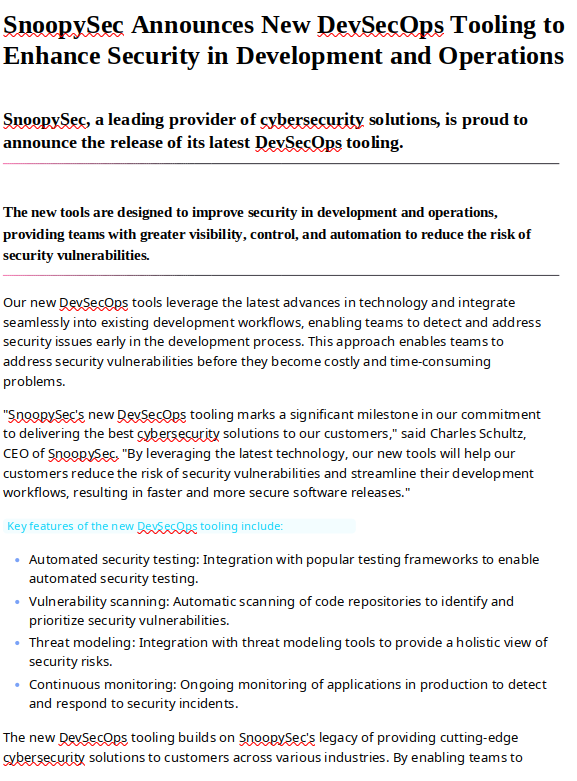 SnoopySec Announces New DevSecOps Tooling to
Enhance Security in Development and Operations
SnoopySec, a leading provider of cybersecurity solutions, is proud to
announce the release of its latest DevSecOps tooling.
The new tools are designed to improve security in development and operations,
providing teams with greater visibility, control, and automation to reduce the risk of
security vulnerabilities.
Our new DevSecOps tools leverage the latest advances in technology and integrate
seamlessly into existing development workflows, enabling teams to detect and address
security issues early in the development process. This approach enables teams to
address security vulnerabilities before they become costly and time-consuming
problems.
"SnoopySec's new DevSecOps tooling marks a significant milestone in our commitment
to delivering the best cybersecurity solutions to our customers," said Charles Schultz,
CEO of SnoopySec. "By leveraging the latest technology, our new tools will help our
customers reduce the risk of security vulnerabilities and streamline their development
workflows, resulting in faster and more secure software releases."
Key features of the new DevSecOps tooling include:
• Automated security testing: Integration with popular testing frameworks to enable
automated security testing.
• Vulnerability scanning: Automatic scanning of code repositories to identify and
prioritize security vulnerabilities.
• Threat modeling: Integration with threat modeling tools to provide a holistic view of
security risks.
• Continuous monitoring: Ongoing monitoring of applications in production to detect
and respond to security incidents.
The new DevSecOps tooling builds on SnoopySec's legacy of providing cutting-edge
cybersecurity solutions to customers across various industries. By enabling teams to